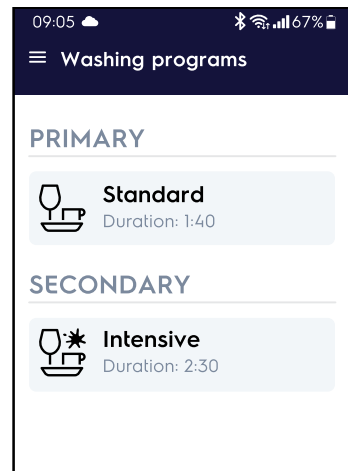 09:05 67%
Washing programs
PRIMARY
Standard
Duration: 1:40
SECONDARY
Intensive
Duration: 2:30